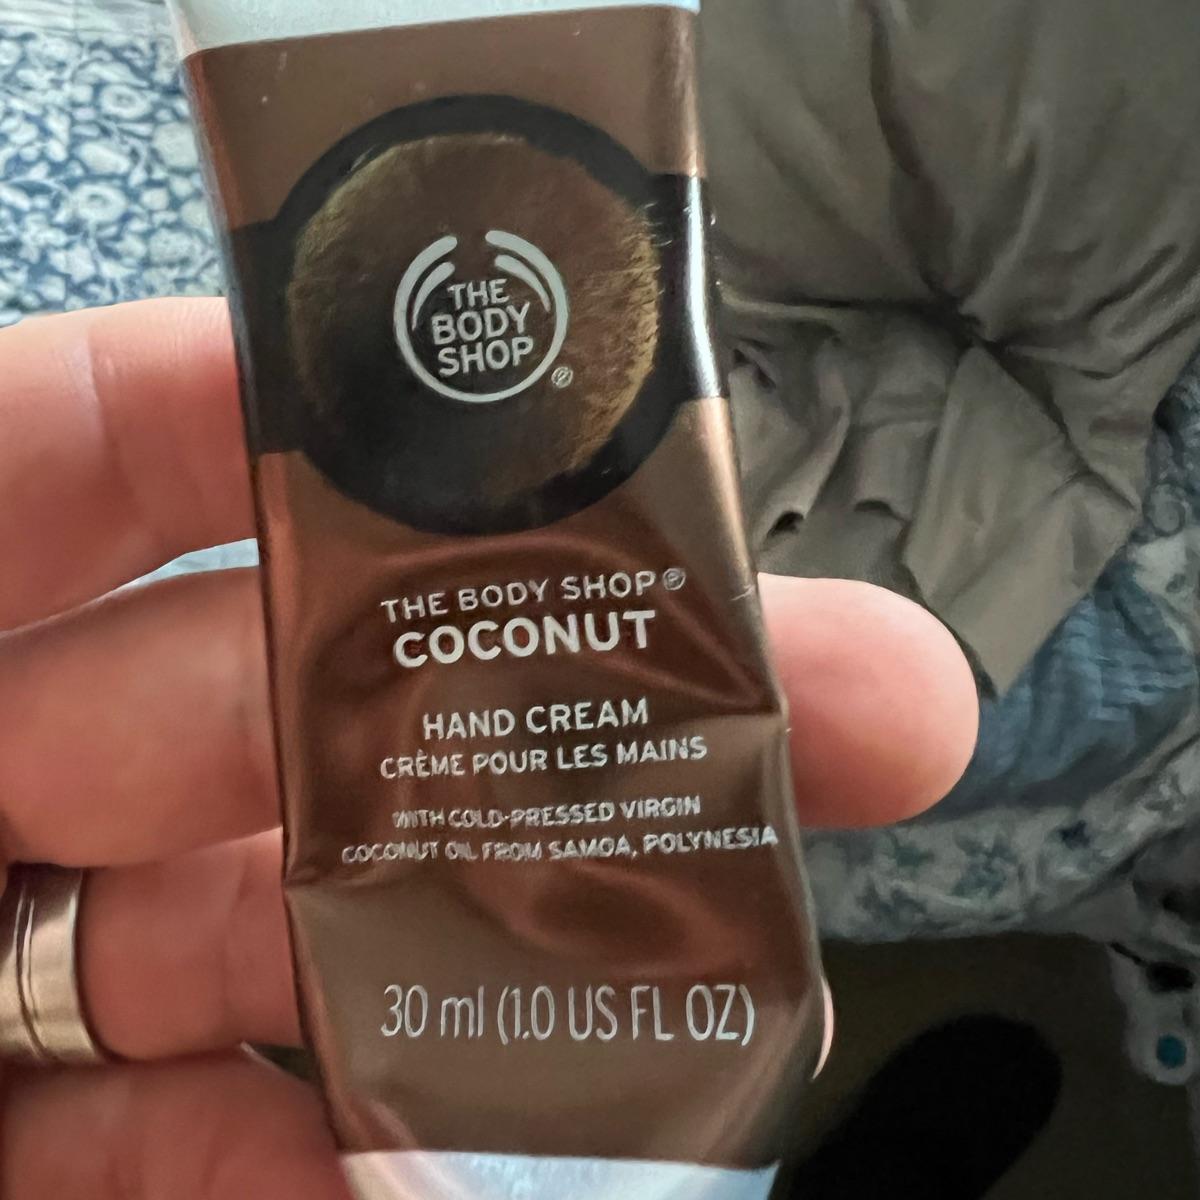 THE
BODY
SHOP
®
THE BODY SHOP®
COCONUT
HAND CREAM
CRÈME POUR LES MAINS
WITH COLD-PRESSED VIRGIN
COCONUT OIL FROM SAMOA, POLYNESIA
30 ml (1.0 US FL OZ)